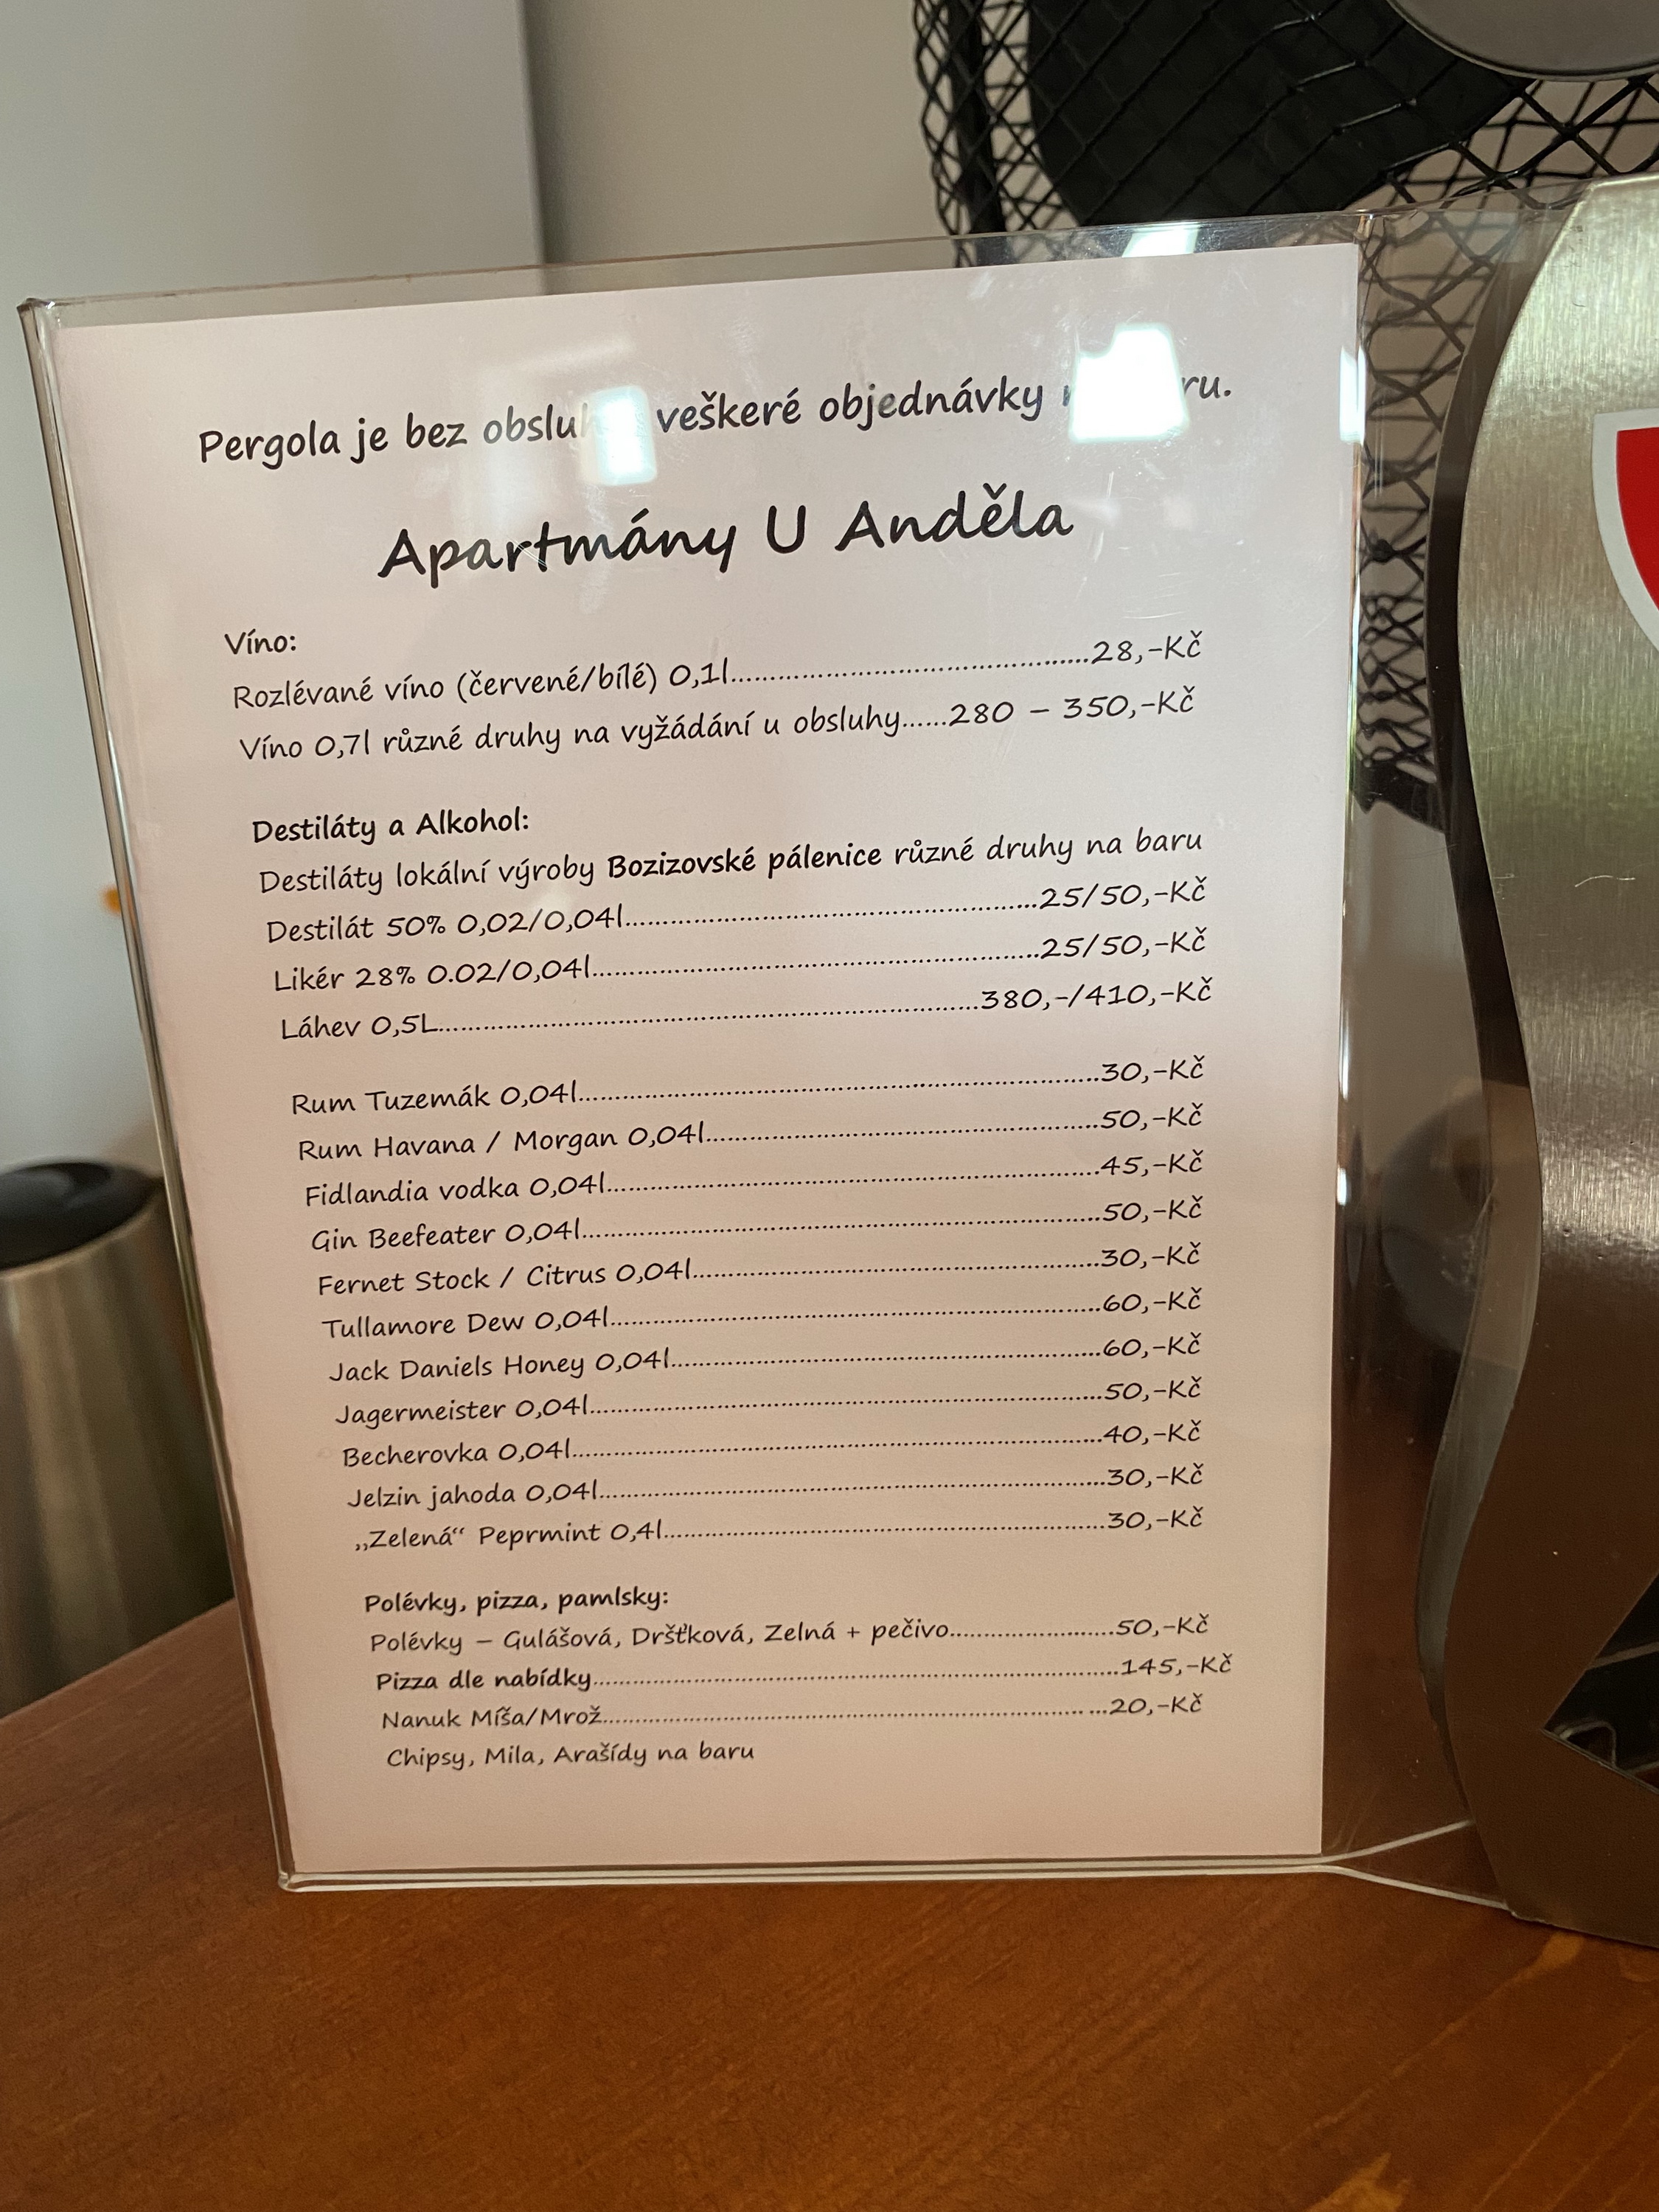 Pergola je bez veškeré objednávky
Apartmány U Anděla
Víno:
Rozlévané víno (červené/bílé) 0,1l...............................................28,-Kč
Víno 0,7l různé druhy na vyžádání u obsluhy......280 – 350,-Kč
Destiláty a Alkohol:
Destiláty lokální výroby Bozizovské pálenice různé druhy na baru
Destilát 50% 0,02/0,04l.......................................................25/50,-Kč
Likér 28% 0.02/0,04l...........................................................25/50,-Kč
Láhev 0,5L......................................................................380,-/410,-Kč
Rum Tuzemák 0,04l......................................................................30,-Kč
Rum Havana / Morgan 0,04l.....................................................50,-Kč
Fidlandia vodka 0,04l..................................................................45,-Kč
Gin Beefeater 0,04l......................................................................50,-Kč
Fernet Stock / Citrus 0,04l.......................................................30,-Kč
Tullamore Dew 0,04l...................................................................60,-Kč
Jack Daniels Honey 0,04l...........................................................60,-Kč
Jagermeister 0,04l.......................................................................50,-Kč
Becherovka 0,04l..........................................................................40,-Kč
Jelzin jahoda 0,04l.......................................................................30,-Kč
„Zelená“ Peprmint 0,4l..............................................................30,-Kč
Polévky, pizza, pamlsky:
Polévky – Gulášová, Dršťková, Zelná + pečivo........................50,-Kč
Pizza dle nabídky..........................................................................145,-Kč
Nanuk Míša/Mrož........................................................................20,-Kč
Chipsy, Mila, Arašídy na baru